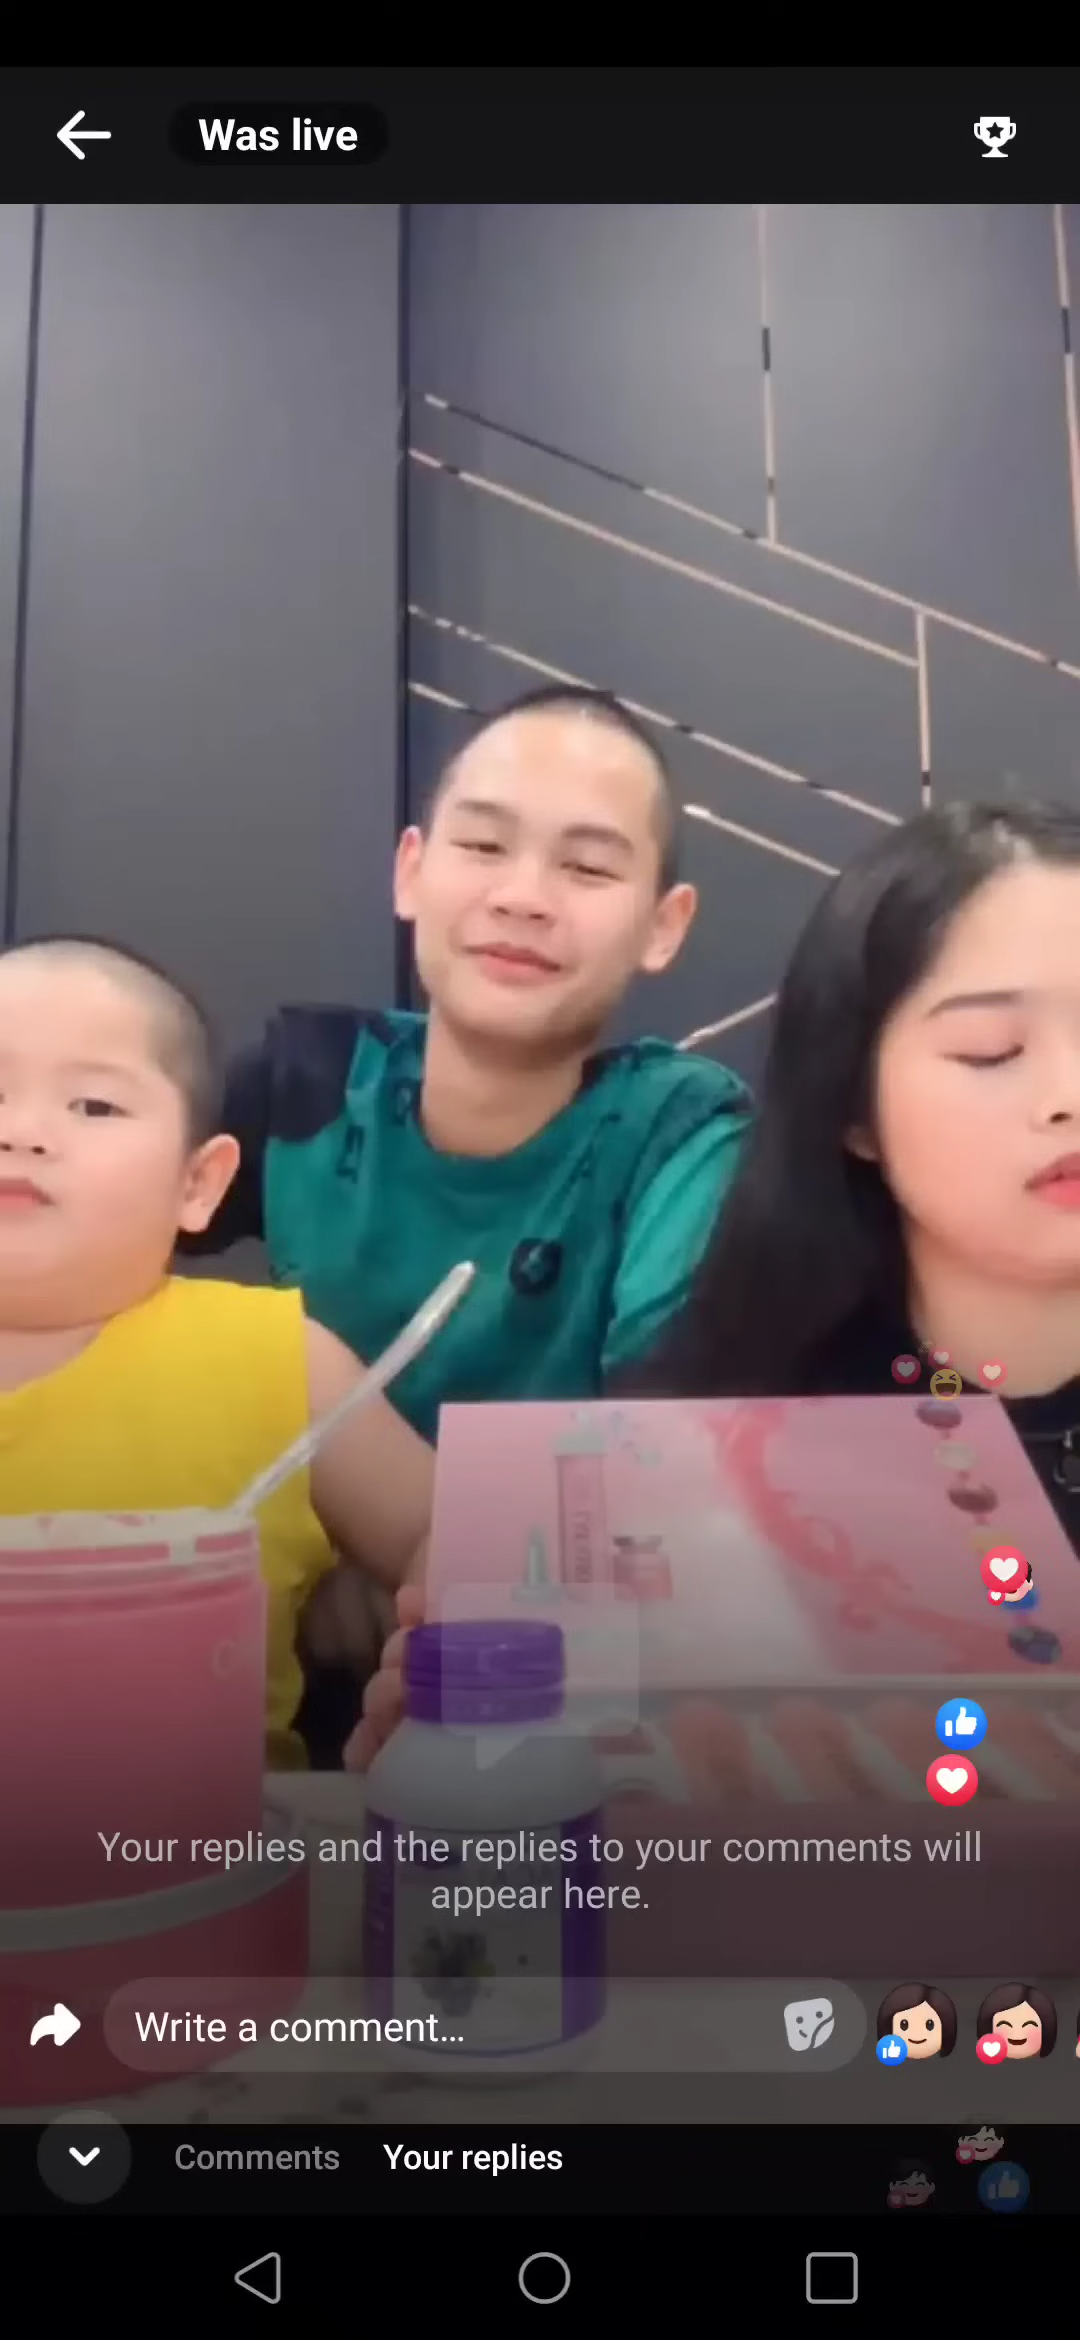 Was live
Your replies and the replies to your comments will
appear here.
Write a comment...
Comments
Your replies